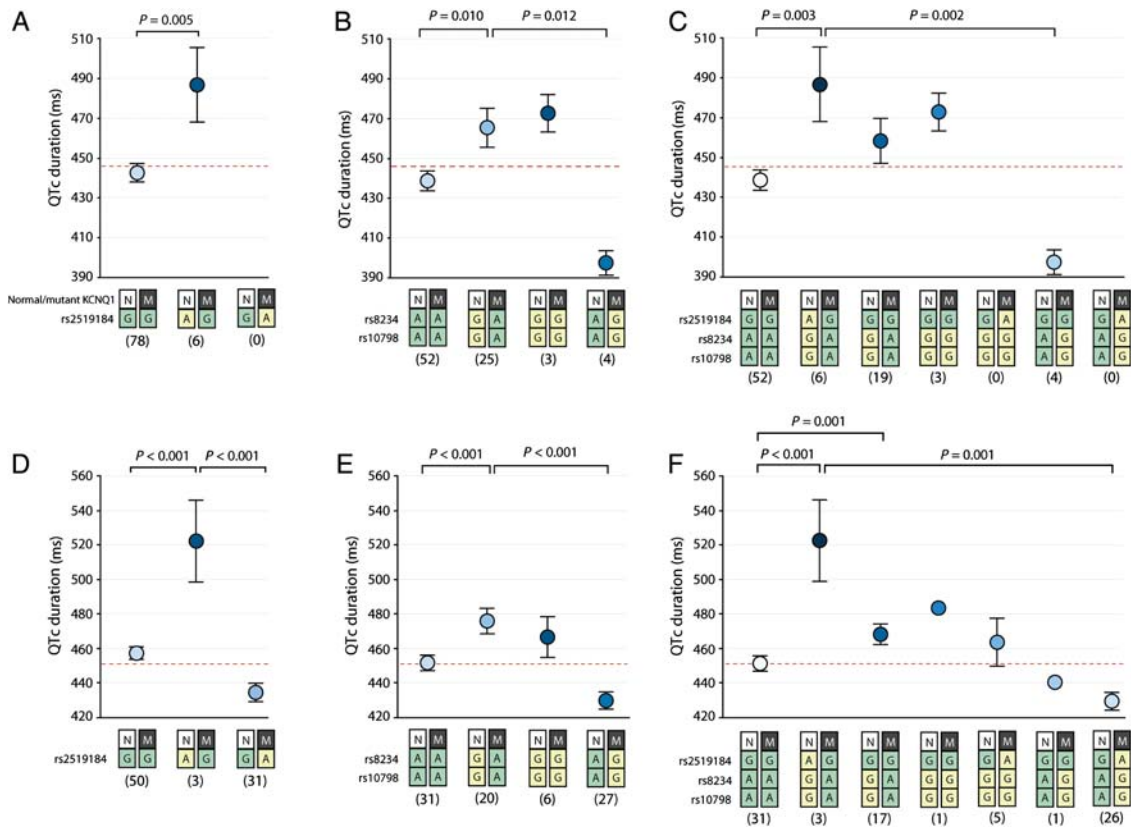 A
P = 0.005
QTc duration (ms)
510
490
470
450
430
410
390
Normal/mutant KCNQ1
N M N M N M
rs2519184
G G A G G A
(78) (6) (0)
B
P = 0.010
P = 0.012
QTc duration (ms)
510
490
470
450
430
410
390
N M N M N M N M
rs8234
A A G A G G A G
rs10798
A A G A G G A G
(52) (25) (3) (4)
C
P = 0.003
P = 0.002
QTc duration (ms)
510
490
470
450
430
410
390
N M N M N M N M N M N M N M
rs2519184
G G A G G G G G G A G G G A
rs8234
A A G A G A G G G G A G A G
rs10798
A A G A G A G G G G A G A G
(52) (6) (19) (3) (0) (4) (0)
D
P < 0.001
P < 0.001
QTc duration (ms)
560
540
520
500
480
460
440
420
N M N M N M
rs2519184
G G A G G A
(50) (3) (31)
E
P < 0.001
P < 0.001
QTc duration (ms)
560
540
520
500
480
460
440
420
N M N M N M N M
rs8234
A A G A G G A G
rs10798
A A G A G G A G
(31) (20) (6) (27)
F
P = 0.001
P < 0.001
P = 0.001
QTc duration (ms)
560
540
520
500
480
460
440
420
N M N M N M N M N M N M N M
rs2519184
G G A G G G G G G A G G G A
rs8234
A A G A G A G G G G A G A G
rs10798
A A G A G A G G G G A G A G
(31) (3) (17) (1) (5) (1) (26)